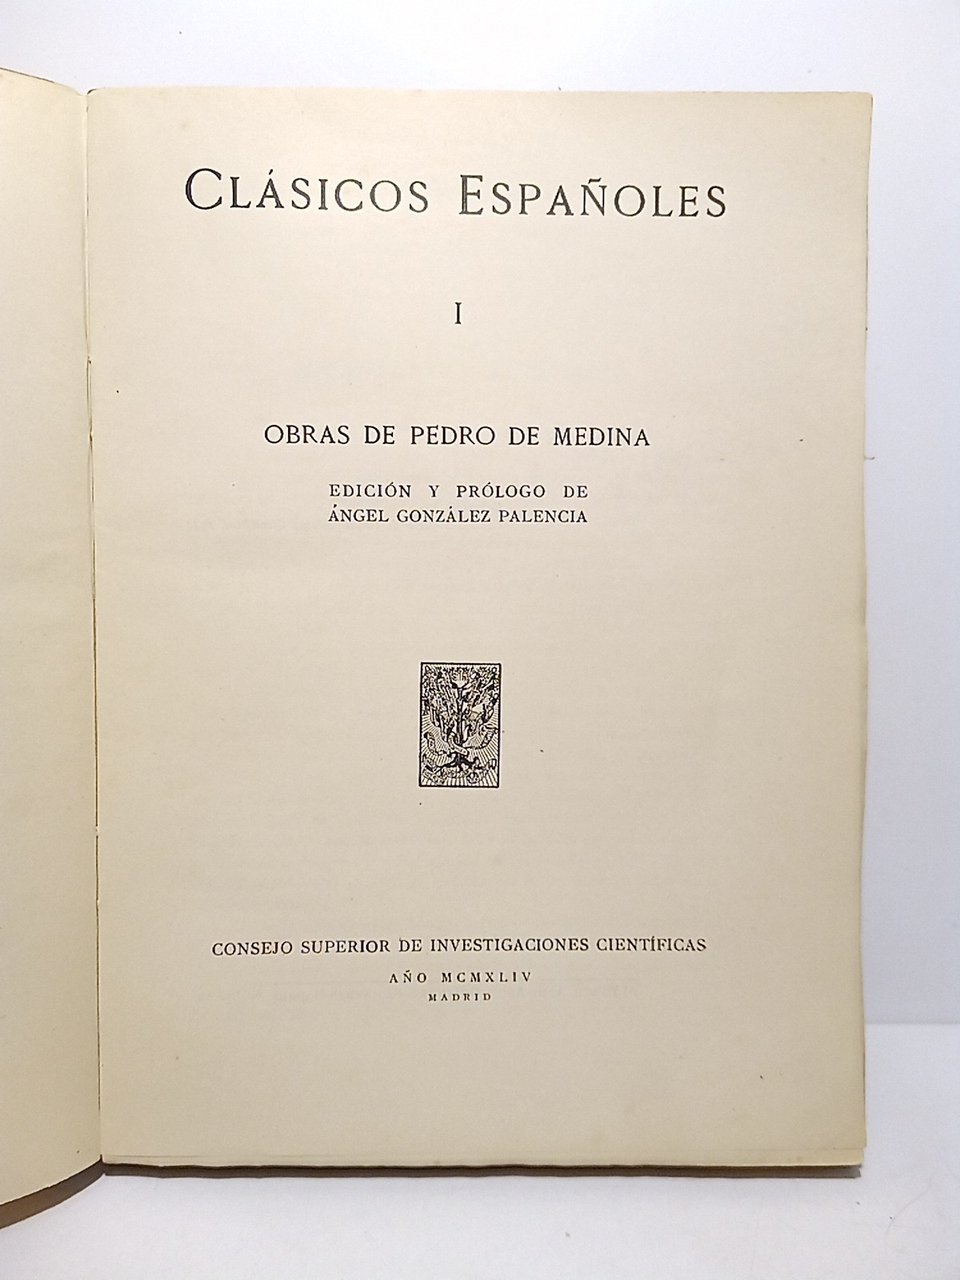 CLÁSICOS ESPAÑOLES
I
OBRAS DE PEDRO DE MEDINA
EDICIÓN Y PRÓLOGO DE
ÁNGEL GONZÁLEZ PALENCIA
CONSEJO SUPERIOR DE INVESTIGACIONES CIENTÍFICAS
AÑO MCMXLIV
MADRID